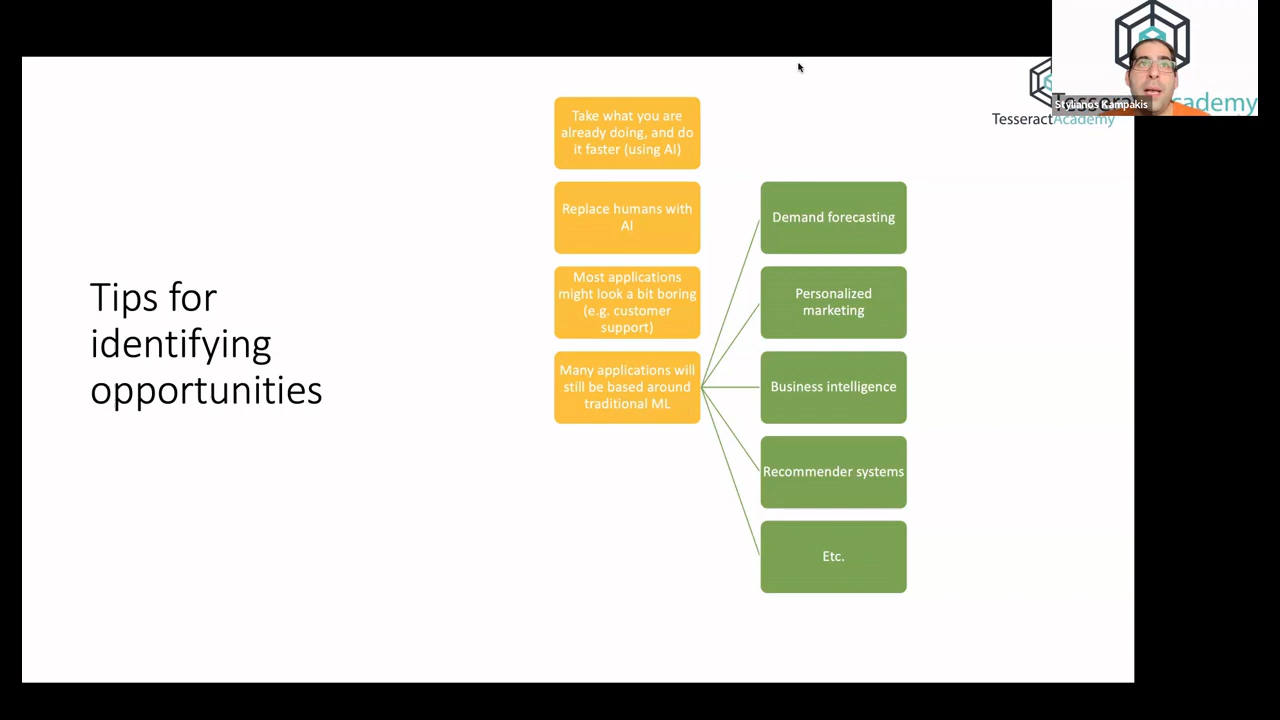 Stylianos Kampakis
TesseractAcademy
Take what you are
already doing, and do
it faster (using AI)
Replace humans with
AI
Most applications
might look a bit boring
(e.g. customer
support)
Many applications will
still be based around
traditional ML
Demand forecasting
Personalized
marketing
Business intelligence
Recommender systems
Etc.
Tips for
identifying
opportunities